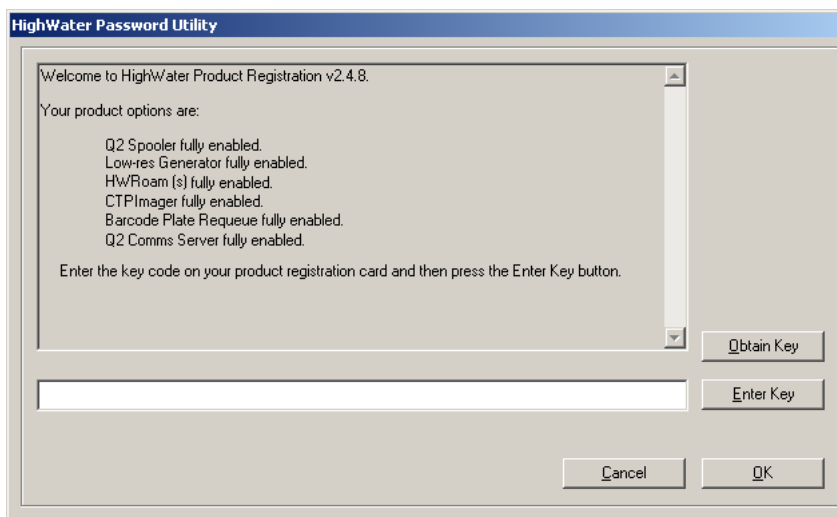 HighWater Password Utility
Welcome to HighWater Product Registration v2.4.8.
Your product options are:
Q2 Spooler fully enabled.
Low-res Generator fully enabled.
HWRoam (s) fully enabled.
CTPImager fully enabled.
Barcode Plate Requeue fully enabled.
Q2 Comms Server fully enabled.
Enter the key code on your product registration card and then press the Enter Key button.
Obtain Key
Enter Key
Cancel OK